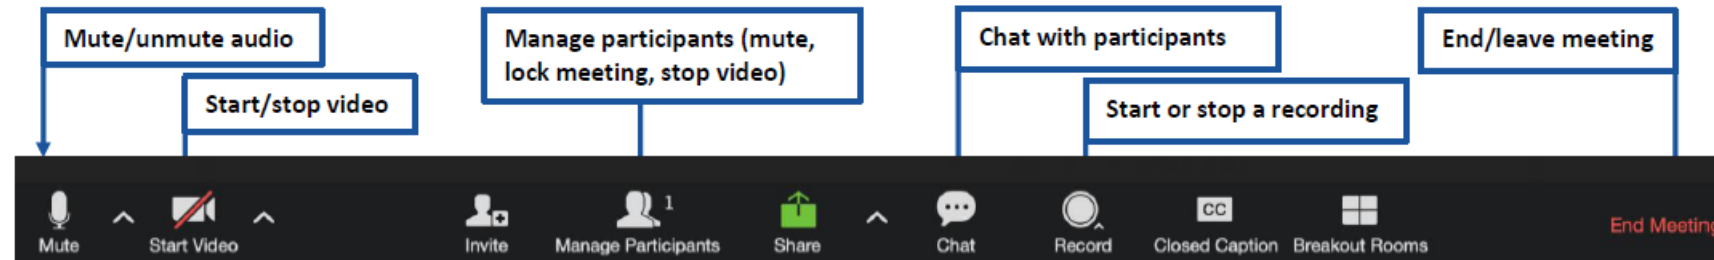 Mute/unmute audio
Start/stop video
Manage participants (mute,
lock meeting, stop video)
Chat with participants
Start or stop a recording
End/leave meeting
1
Mute
Start Video
Invite
Manage Participants
Share
Chat
Record
CC
Closed Caption
Breakout Rooms
End Meeting